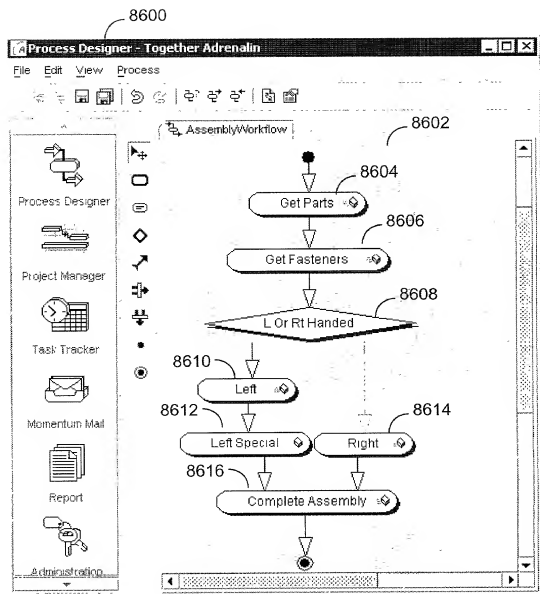 8600
Process Designer - Together Adrenalin
File Edit View Process
AssemblyWorkflow
8602
Process Designer
Project Manager
Task Tracker
Momentum Mail
Report
Administration
8604
Get Parts
8606
Get Fasteners
8608
L Or Rt Handed
8610
Left
8612
8614
Left Special
Right
8616
Complete Assembly